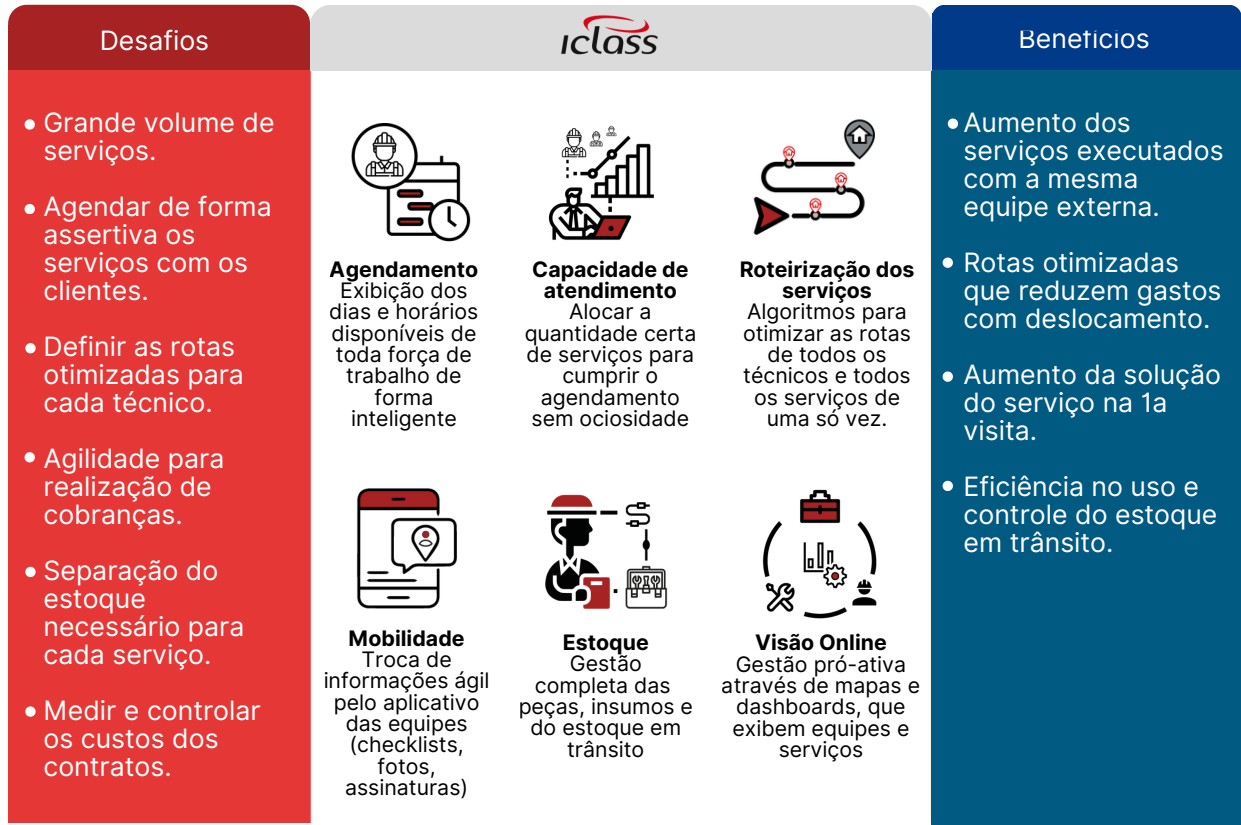 Desafios
• Grande volume de
serviços.
• Agendar de forma
assertiva os
serviços com os
clientes.
• Definir as rotas
otimizadas para
cada técnico.
• Agilidade para
realização de
cobranças.
• Separação do
estoque
necessário para
cada serviço.
• Medir e controlar
os custos dos
contratos.
ıclass
Agendamento
Exibição dos
dias e horários
disponíveis de
toda força de
trabalho de
forma
inteligente
Capacidade de
atendimento
Alocar a
quantidade certa
de serviços para
cumprir o
agendamento
sem ociosidade
Roteirização dos
serviços
Algoritmos para
otimizar as rotas
de todos os
técnicos e todos
os serviços de
uma só vez.
Mobilidade
Troca de
informações ágil
pelo aplicativo
das equipes
(checklists,
fotos,
assinaturas)
Estoque
Gestão
completa das
peças, insumos e
do estoque em
trânsito
Visão Online
Gestão pró-ativa
através de mapas e
dashboards, que
exibem equipes e
serviços
Benefícios
• Aumento dos
serviços executados
com a mesma
equipe externa.
• Rotas otimizadas
que reduzem gastos
com deslocamento.
• Aumento da solução
do serviço na 1a
visita.
• Eficiência no uso e
controle do estoque
em trânsito.